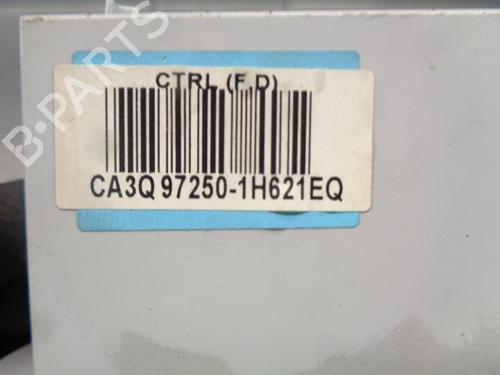 CTRL (F,D)
CA3Q 97250-1H621EQ
B-PARTS